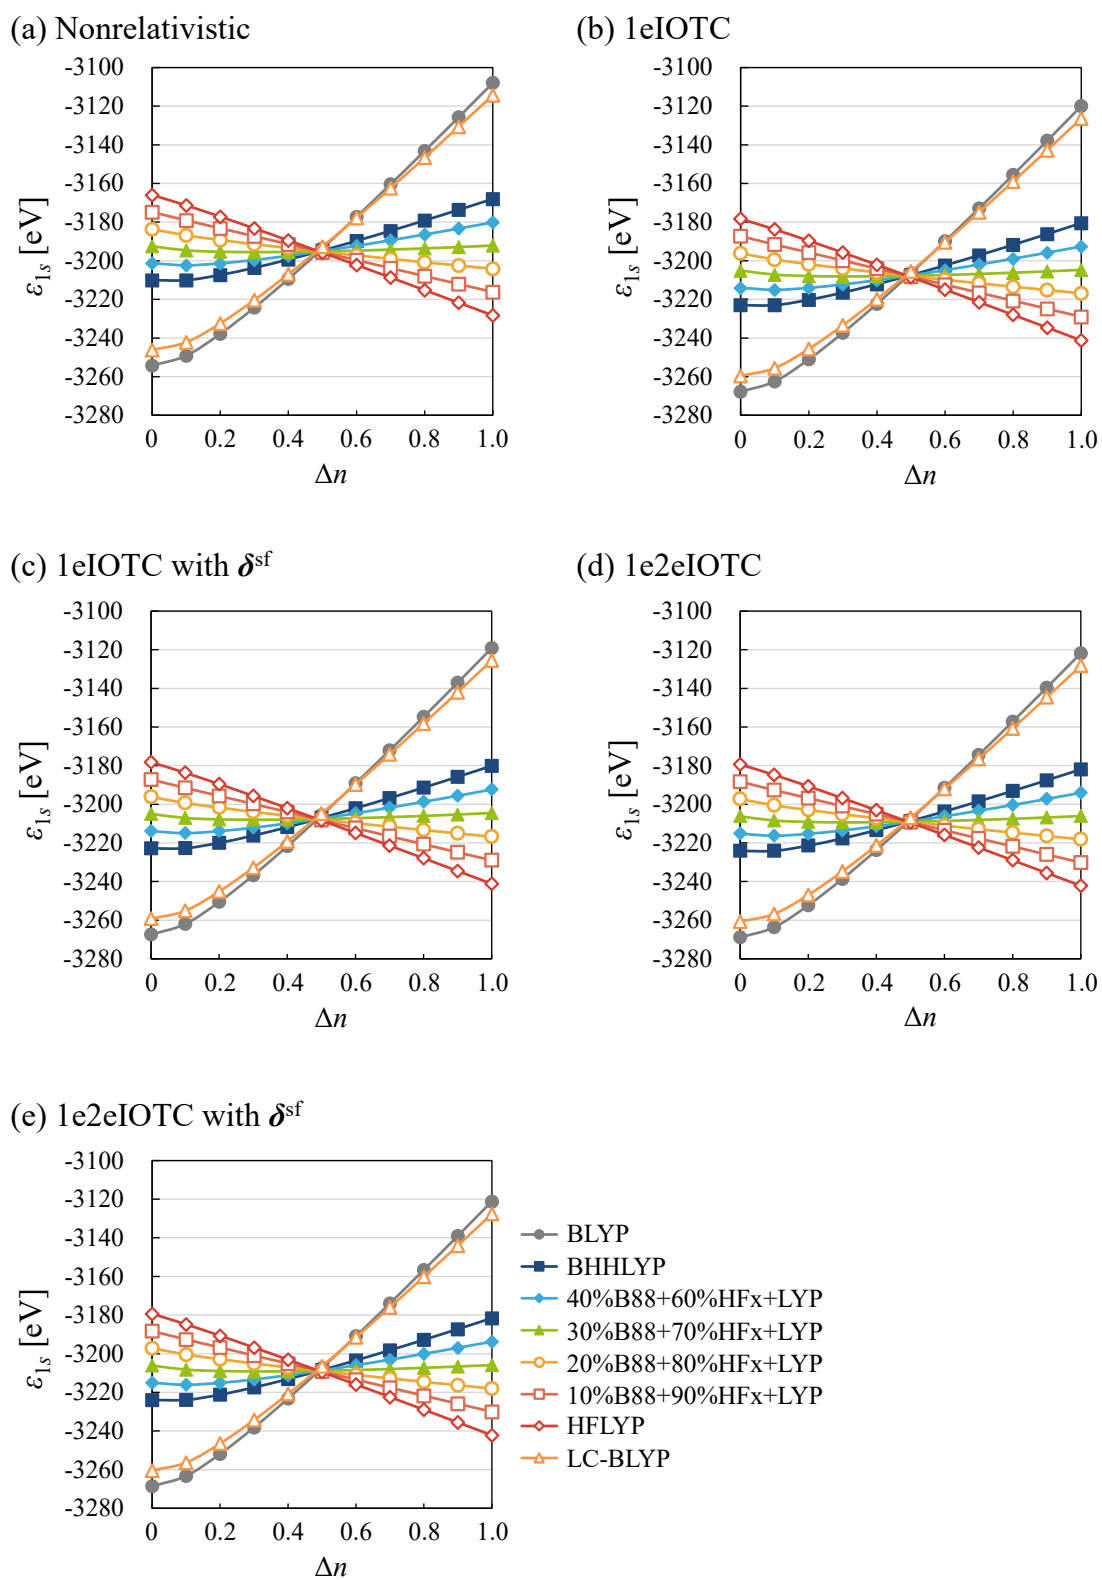 (a) Nonrelativistic
-3100
-3120
-3140
-3160
-3180
-3200
-3220
-3240
-3260
-3280
ε1s [eV]
0 0.2 0.4 0.6 0.8 1.0
Δn
(b) 1eIOTC
-3100
-3120
-3140
-3160
-3180
-3200
-3220
-3240
-3260
-3280
ε1s [eV]
0 0.2 0.4 0.6 0.8 1.0
Δn
(c) 1eIOTC with δsf
-3100
-3120
-3140
-3160
-3180
-3200
-3220
-3240
-3260
-3280
ε1s [eV]
0 0.2 0.4 0.6 0.8 1.0
Δn
(d) 1e2eIOTC
-3100
-3120
-3140
-3160
-3180
-3200
-3220
-3240
-3260
-3280
ε1s [eV]
0 0.2 0.4 0.6 0.8 1.0
Δn
(e) 1e2eIOTC with δsf
-3100
-3120
-3140
-3160
-3180
-3200
-3220
-3240
-3260
-3280
ε1s [eV]
0 0.2 0.4 0.6 0.8 1.0
Δn
BLYP
BHHLYP
40%B88+60%HFx+LYP
30%B88+70%HFx+LYP
20%B88+80%HFx+LYP
10%B88+90%HFx+LYP
HFLYP
LC-BLYP